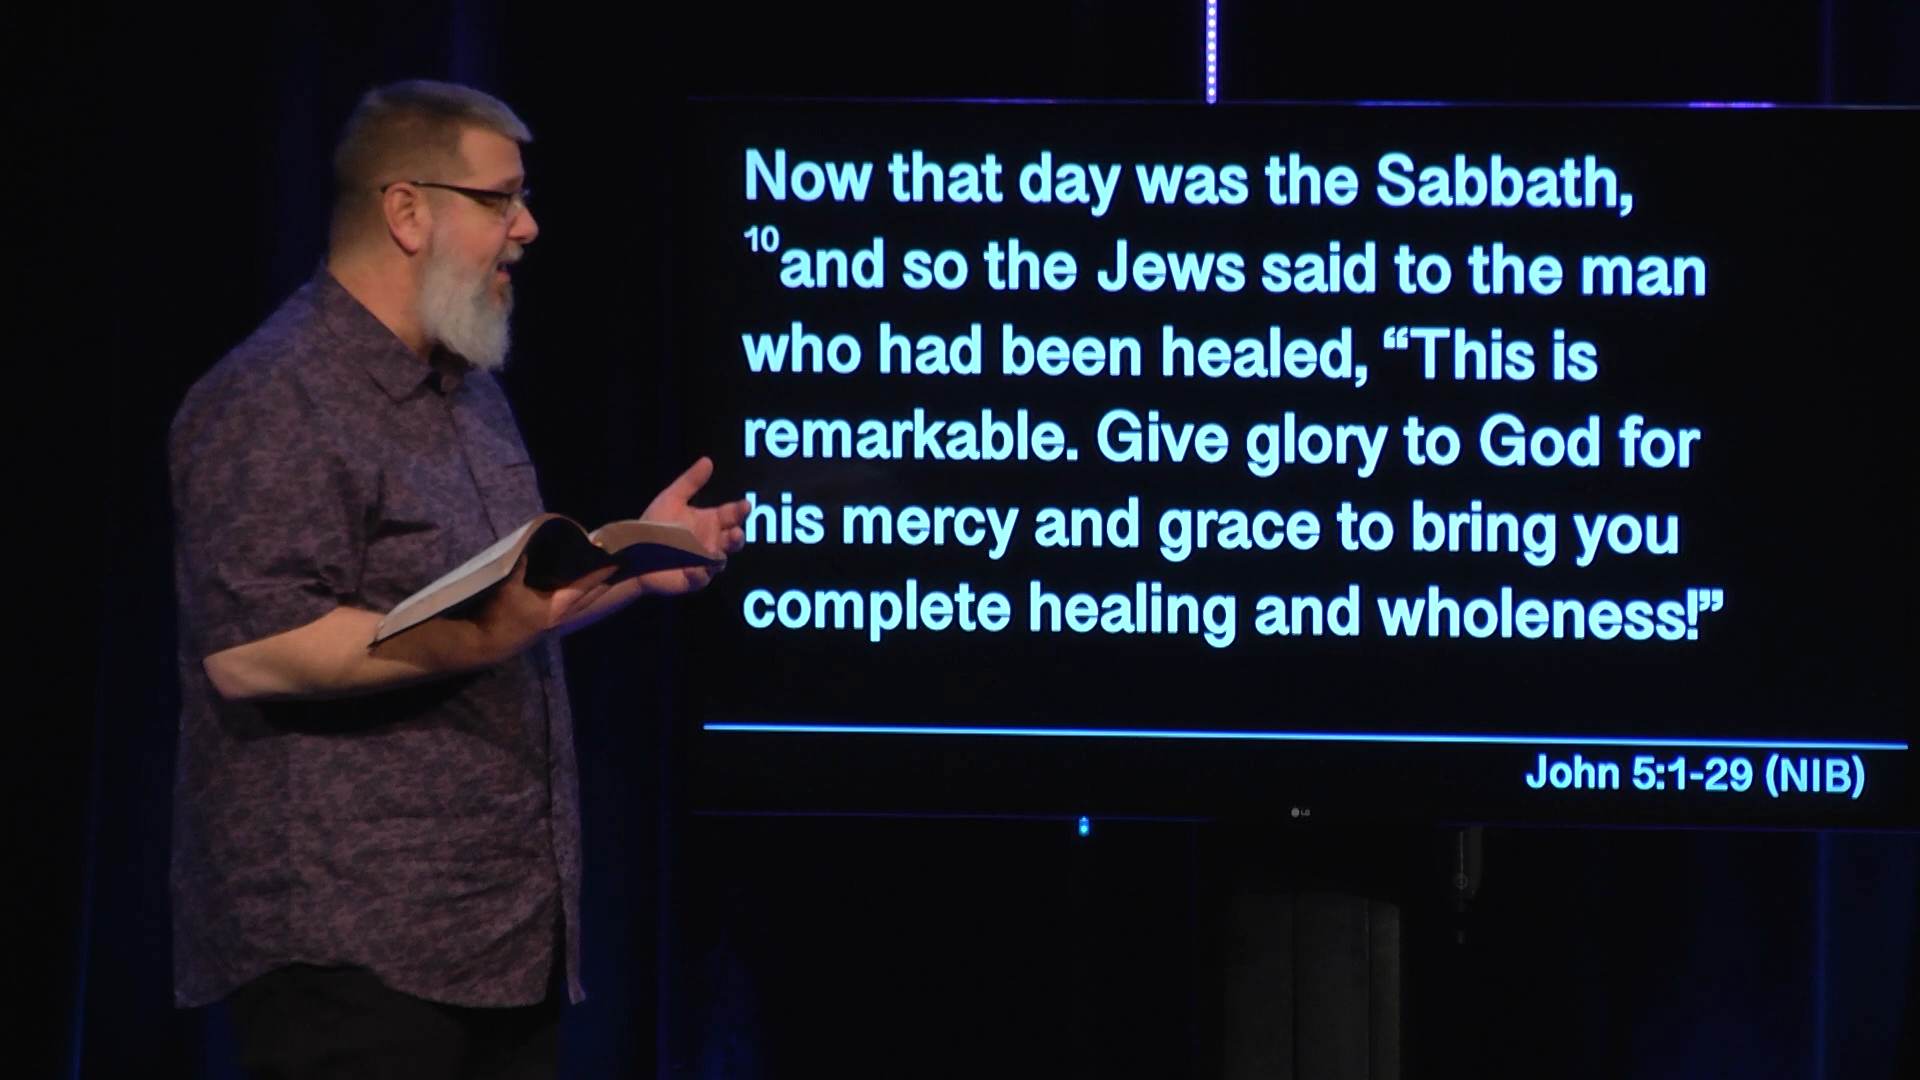 Now that day was the Sabbath,
10and so the Jews said to the man
who had been healed, “This is
remarkable. Give glory to God for
his mercy and grace to bring you
complete healing and wholeness!”
John 5:1-29 (NIB)
LG